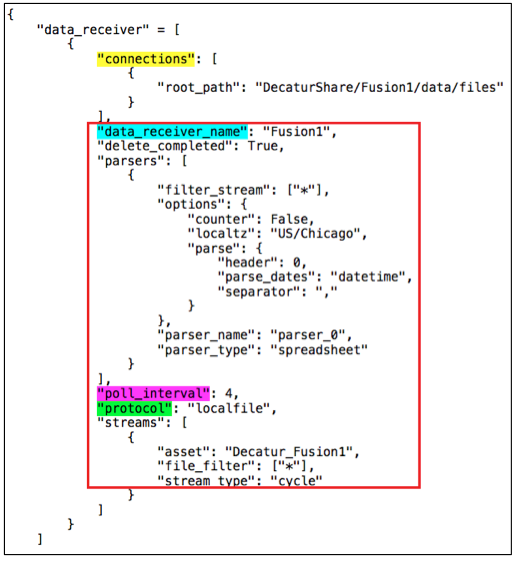 {
"data_receiver" = [
{
"connections": [
{
"root_path": "DecaturShare/Fusion1/data/files"
}
],
"data_receiver_name": "Fusion1",
"delete_completed": True,
"parsers": [
{
"filter_stream": ["*"],
"options": {
"counter": False,
"localtz": "US/Chicago",
"parse": {
"header": 0,
"parse_dates": "datetime",
"separator": ","
}
},
"parser_name": "parser_0",
"parser_type": "spreadsheet"
}
],
"poll_interval": 4,
"protocol": "localfile",
"streams": [
{
"asset": "Decatur_Fusion1",
"file_filter": ["*"],
"stream_type": "cycle"
}
]
}
]